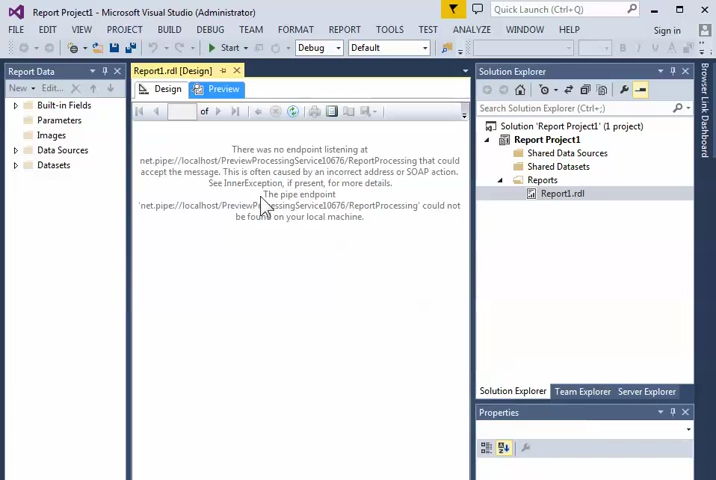 Report Project1 - Microsoft Visual Studio (Administrator)
Quick Launch (Ctrl+Q)
FILE EDIT VIEW PROJECT BUILD DEBUG TEAM FORMAT REPORT TOOLS TEST ANALYZE WINDOW HELP
Sign in
Start Debug Default
Report Data
New Edit...
Built-in Fields
Parameters
Images
Data Sources
Datasets
Report1.rdl [Design]
Design Preview
of
There was no endpoint listening at
net.pipe://localhost/PreviewProcessingService10676/ReportProcessing that could
accept the message. This is often caused by an incorrect address or SOAP action.
See InnerException, if present, for more details.
The pipe endpoint
'net.pipe://localhost/PreviewProcessingService10676/ReportProcessing' could not
be found on your local machine.
Solution Explorer
Search Solution Explorer (Ctrl+;)
Solution 'Report Project1' (1 project)
Report Project1
Shared Data Sources
Shared Datasets
Reports
Report1.rdl
Solution Explorer Team Explorer Server Explorer
Properties
Browser Link Dashboard